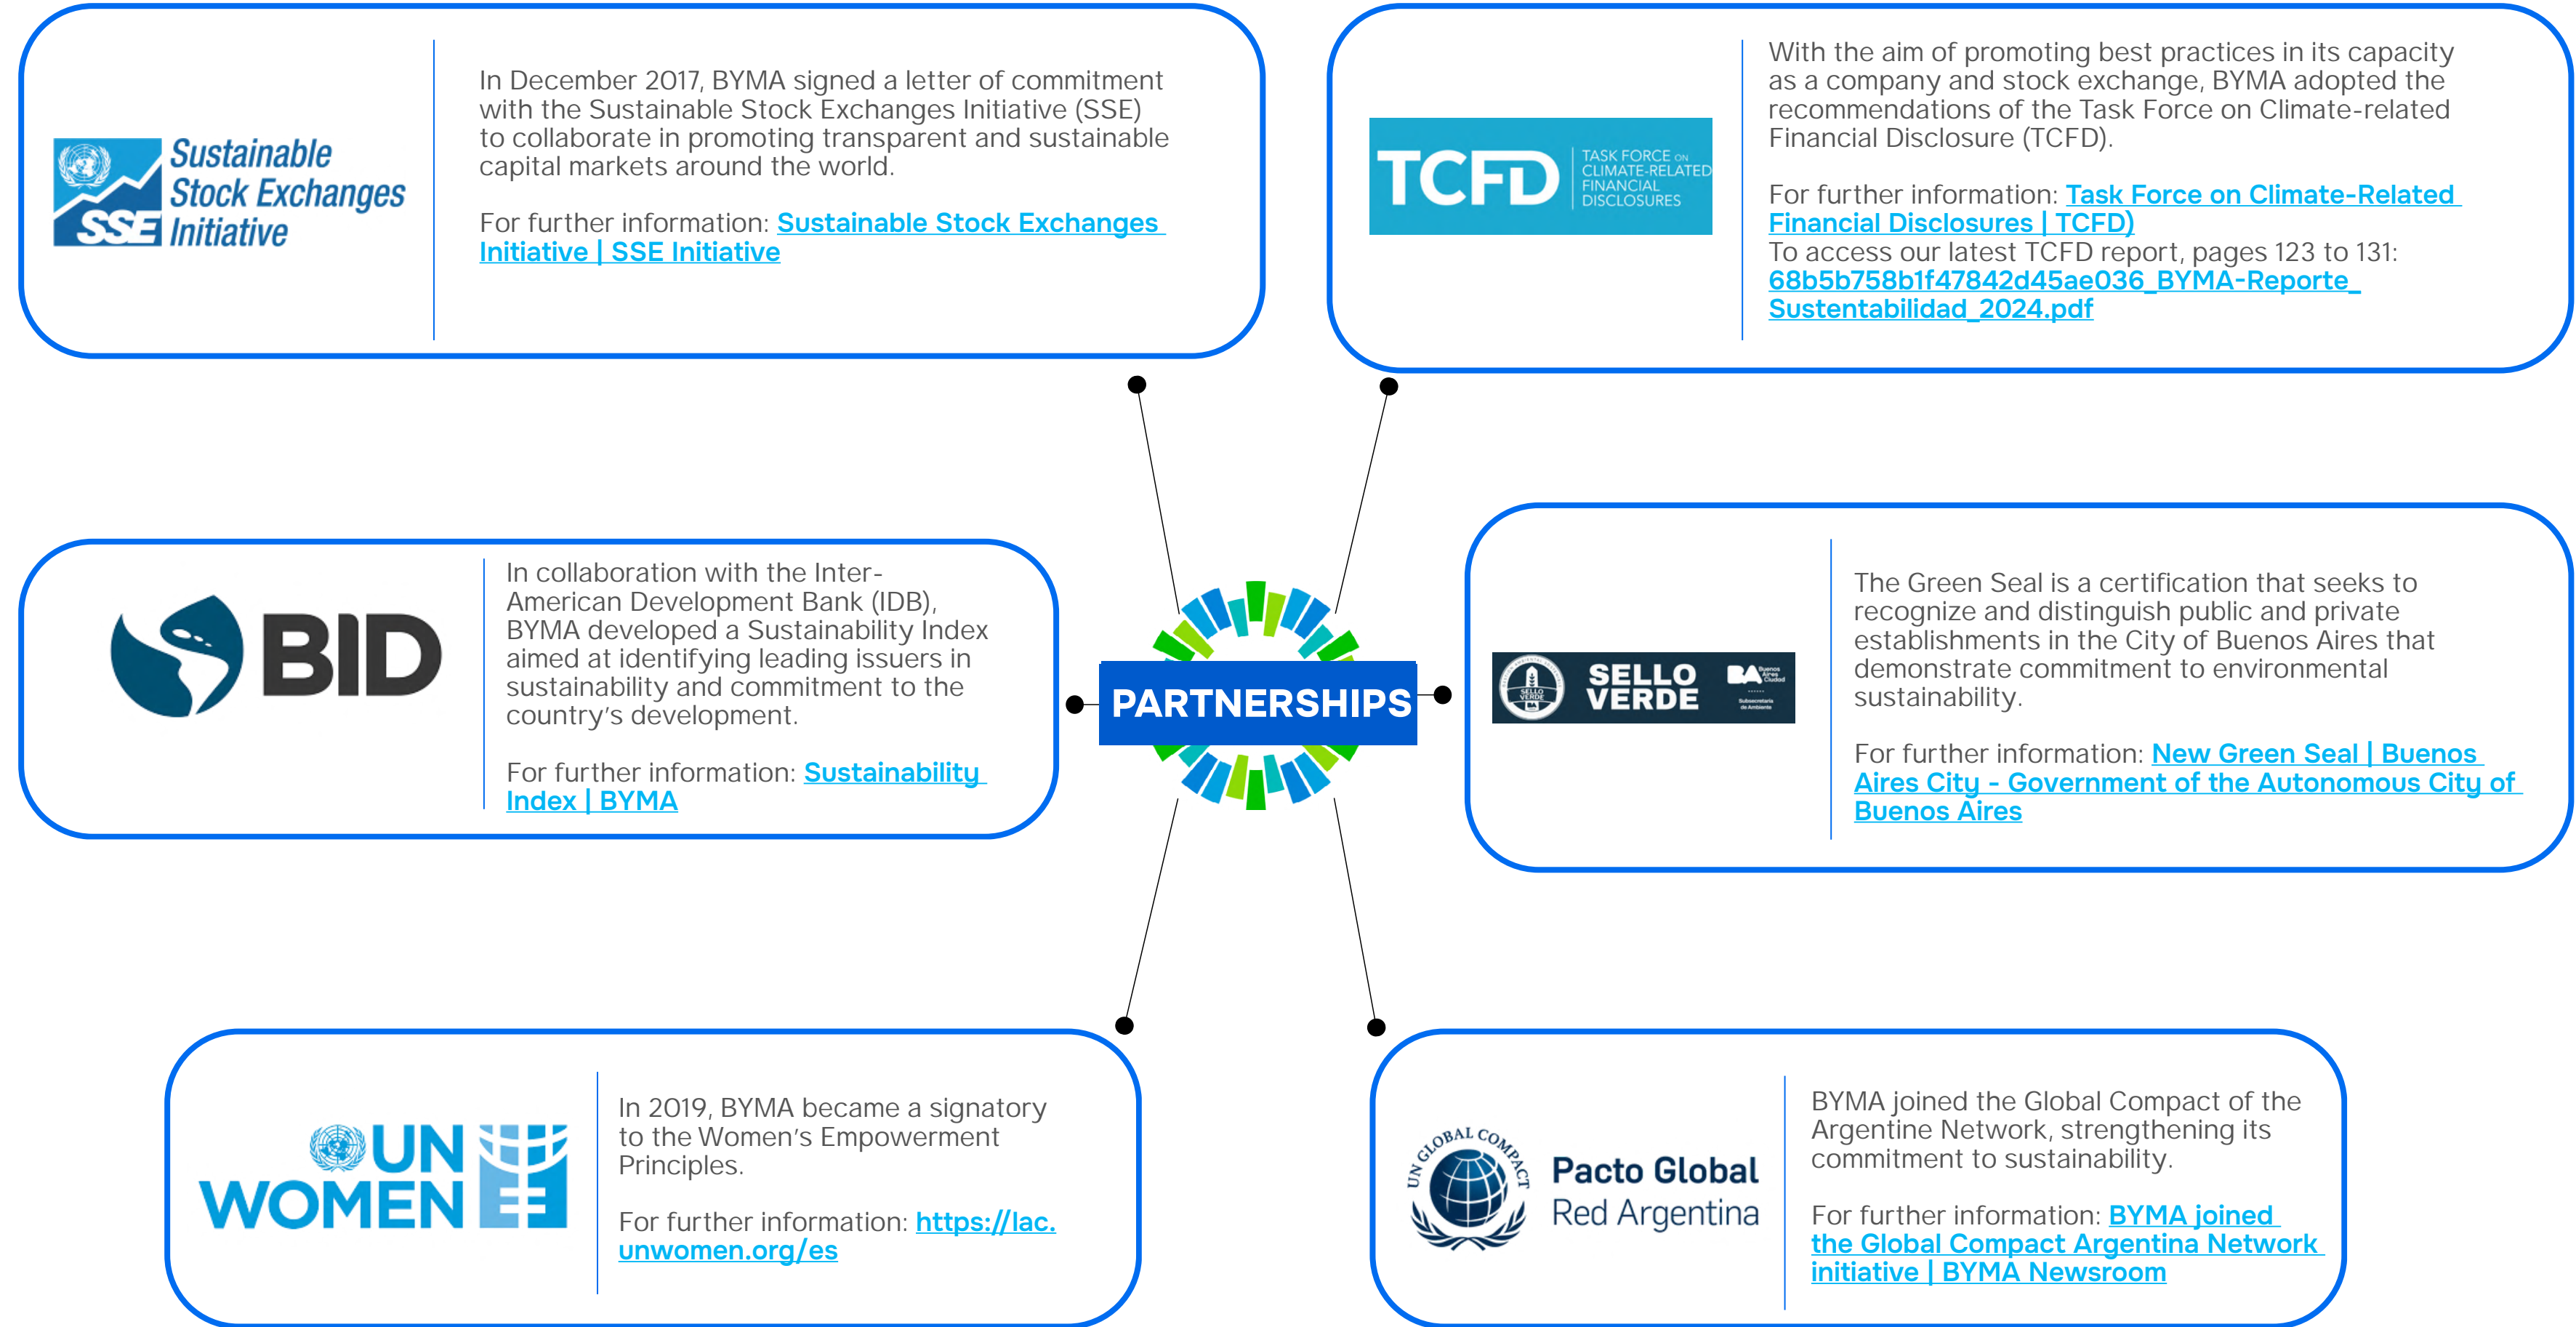 Sustainable
Stock Exchanges
Initiative
SSE
In December 2017, BYMA signed a letter of commitment
with the Sustainable Stock Exchanges Initiative (SSE)
to collaborate in promoting transparent and sustainable
capital markets around the world.
For further information: Sustainable Stock Exchanges
Initiative | SSE Initiative
TCFD
TASK FORCE ON
CLIMATE-RELATED
FINANCIAL
DISCLOSURES
With the aim of promoting best practices in its capacity
as a company and stock exchange, BYMA adopted the
recommendations of the Task Force on Climate-related
Financial Disclosure (TCFD).
For further information: Task Force on Climate-Related
Financial Disclosures | TCFD)
To access our latest TCFD report, pages 123 to 131:
68b5b758b1f47842d45ae036_BYMA-Reporte_
Sustentabilidad_2024.pdf
BID
In collaboration with the Inter-
American Development Bank (IDB),
BYMA developed a Sustainability Index
aimed at identifying leading issuers in
sustainability and commitment to the
country's development.
For further information: Sustainability
Index | BYMA
PARTNERSHIPS
SELLO
VERDE
BA
SELLO
VERDE
BA Buenos
Aires
Ciudad
Subsecretaría
de Ambiente
The Green Seal is a certification that seeks to
recognize and distinguish public and private
establishments in the City of Buenos Aires that
demonstrate commitment to environmental
sustainability.
For further information: New Green Seal | Buenos
Aires City - Government of the Autonomous City of
Buenos Aires
UN
WOMEN
In 2019, BYMA became a signatory
to the Women's Empowerment
Principles.
For further information: https://lac.
unwomen.org/es
UN GLOBAL COMPACT
Pacto Global
Red Argentina
BYMA joined the Global Compact of the
Argentine Network, strengthening its
commitment to sustainability.
For further information: BYMA joined
the Global Compact Argentina Network
initiative | BYMA Newsroom